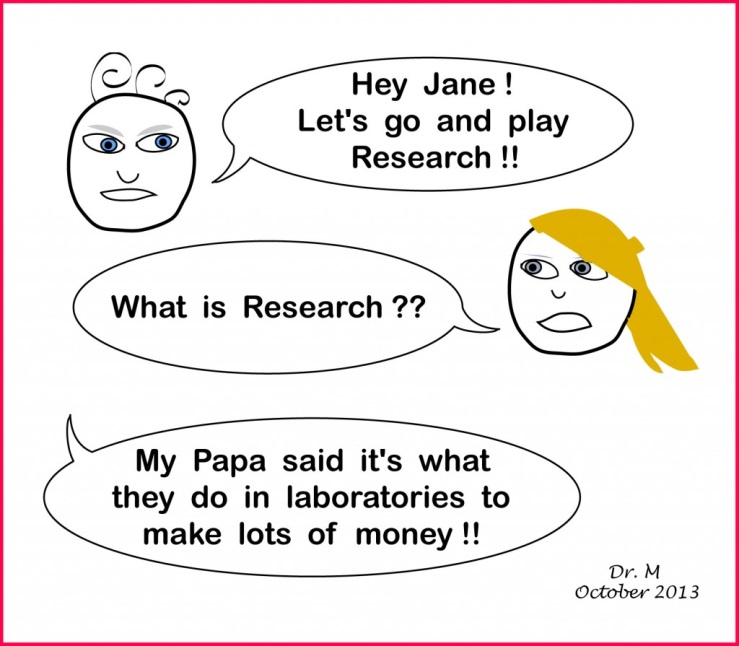 Hey Jane !
Let's go and play
Research !!
What is Research ??
My Papa said it's what
they do in laboratories to
make lots of money !!
Dr. M
October 2013